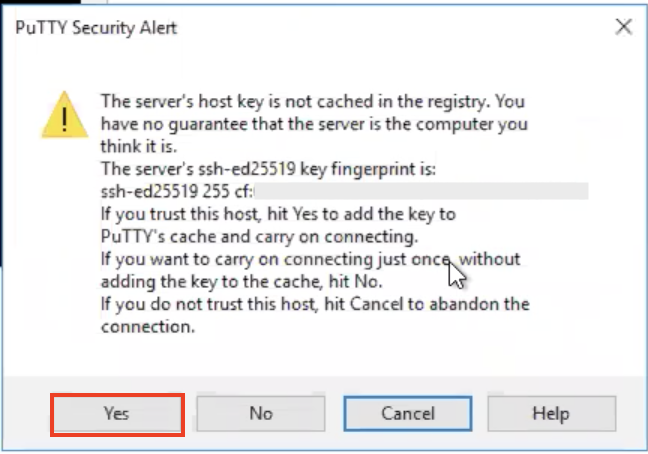 PuTTY Security Alert
The server's host key is not cached in the registry. You
have no guarantee that the server is the computer you
think it is.
The server's ssh-ed25519 key fingerprint is:
ssh-ed25519 255 cf:
If you trust this host, hit Yes to add the key to
PuTTY's cache and carry on connecting.
If you want to carry on connecting just once, without
adding the key to the cache, hit No.
If you do not trust this host, hit Cancel to abandon the
connection.
Yes No Cancel Help